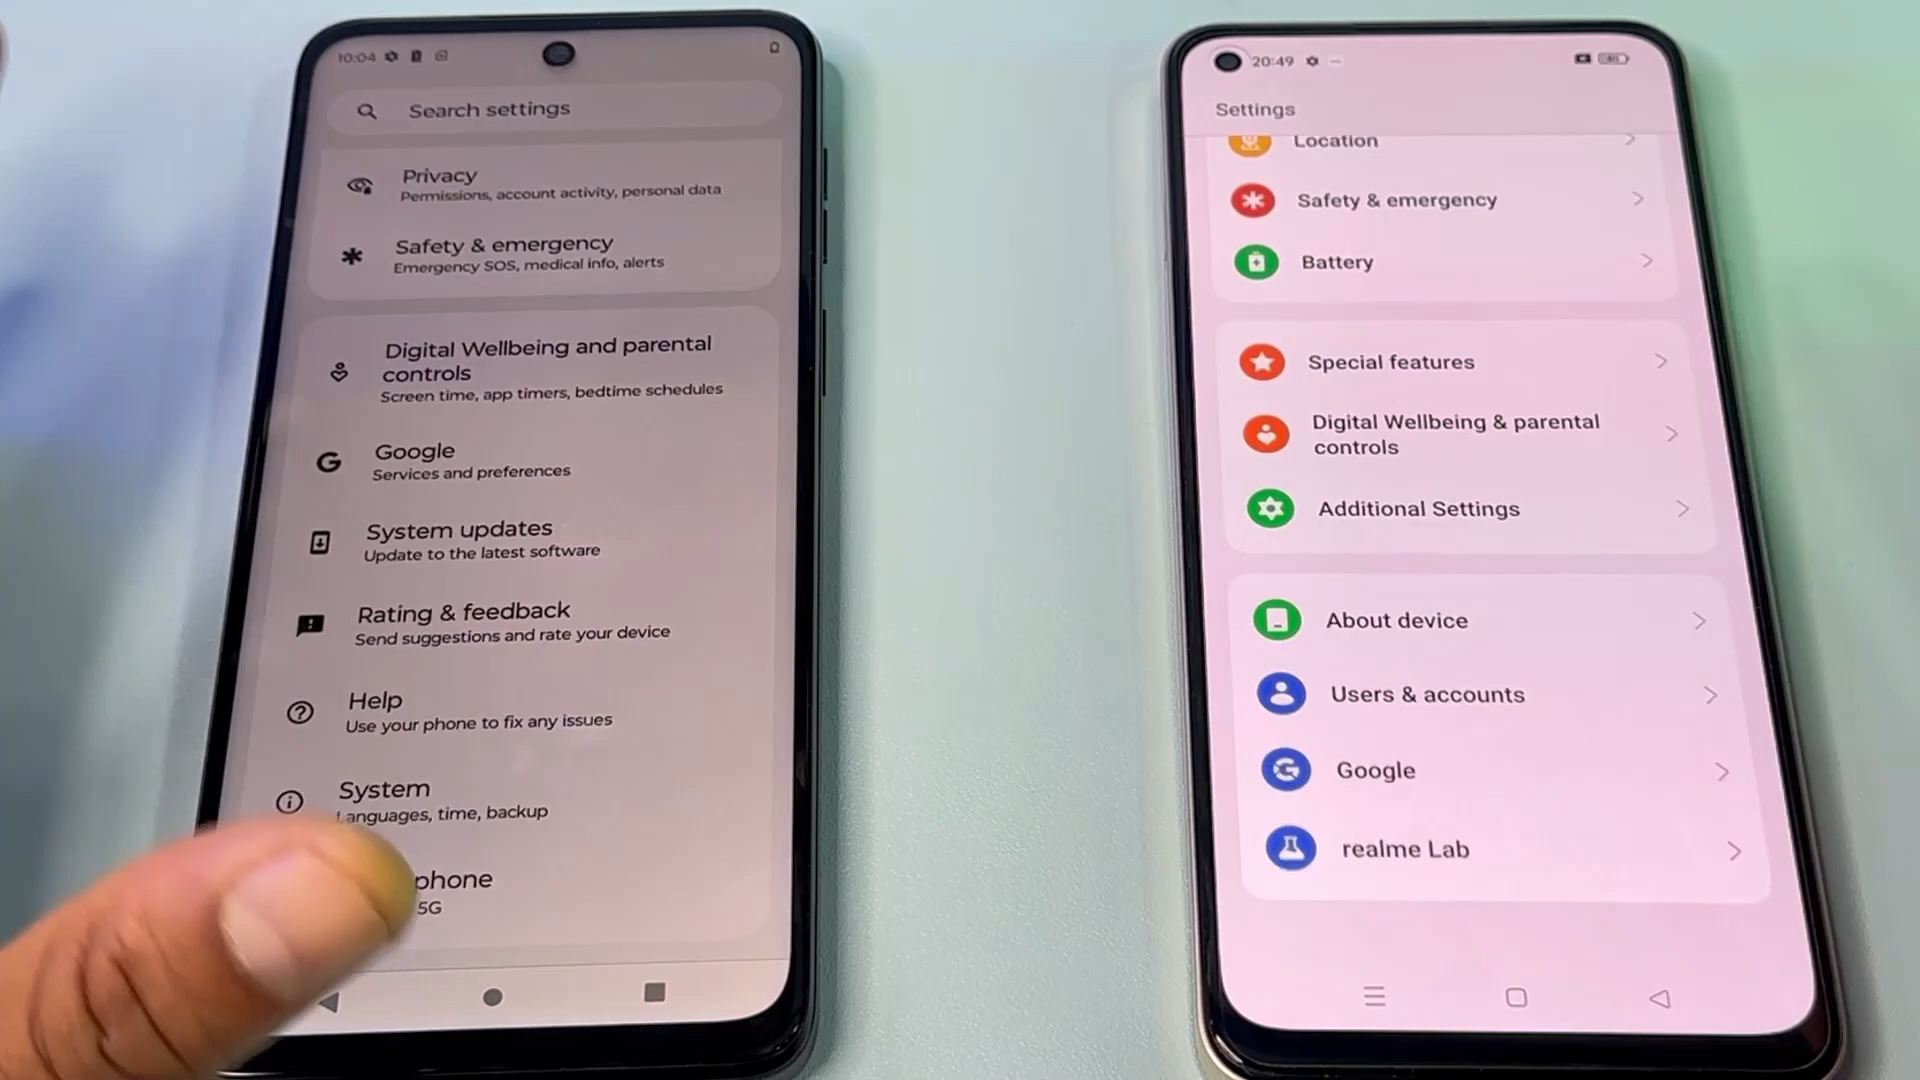 10:04
Search settings
Privacy
Permissions, account activity, personal data
Safety & emergency
Emergency SOS, medical info, alerts
Digital Wellbeing and parental
controls
Screen time, app timers, bedtime schedules
Google
Services and preferences
System updates
Update to the latest software
Rating & feedback
Send suggestions and rate your device
Help
Use your phone to fix any issues
System
Languages, time, backup
phone
5G
20:49
Settings
Location
Safety & emergency
Battery
Special features
Digital Wellbeing & parental
controls
Additional Settings
About device
Users & accounts
Google
realme Lab